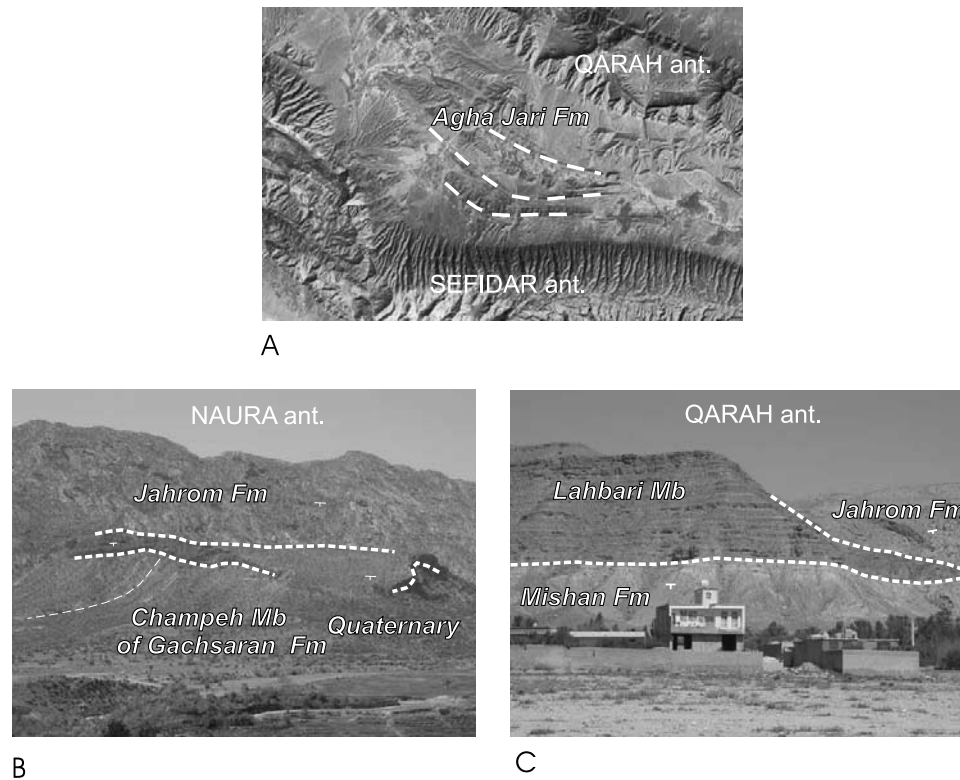 QARAH ant.
Agha Jari Fm
SEFIDAR ant.
A
NAURA ant.
Jahrom Fm
Champeh Mb
of Gachsaran Fm
Quaternary
B
QARAH ant.
Lahbari Mb
Jahrom Fm
Mishan Fm
C